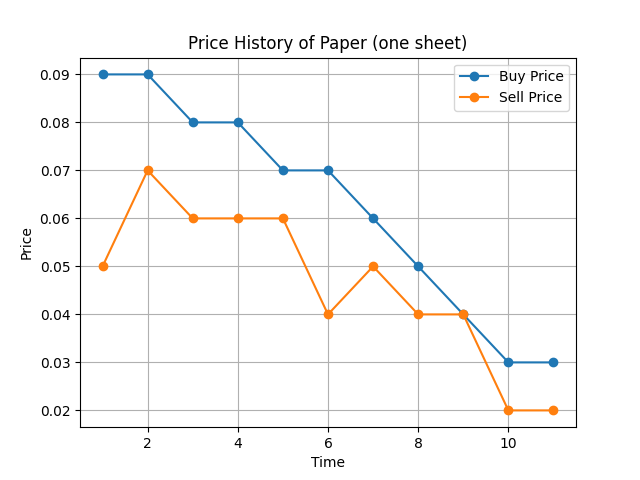 Price History of Paper (one sheet)
Buy Price
Sell Price
Price
0.09
0.08
0.07
0.06
0.05
0.04
0.03
0.02
2 4 6 8 10
Time